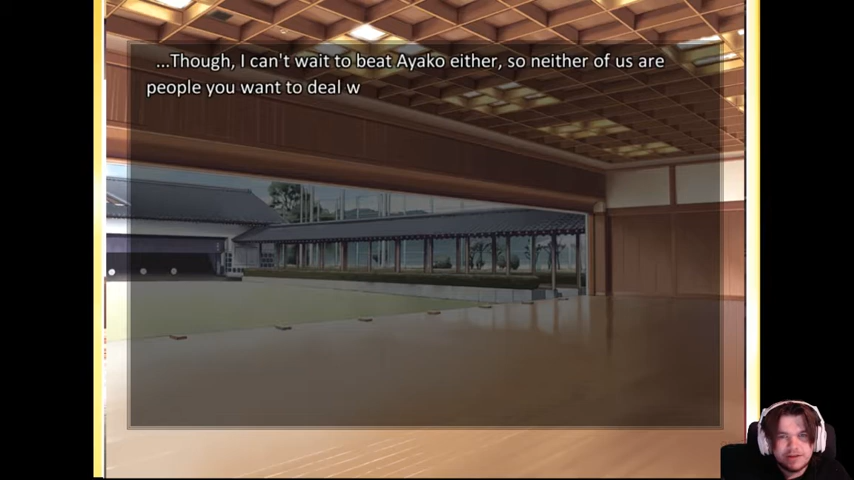 ...Though, I can't wait to beat Ayako either, so neither of us are
people you want to deal w